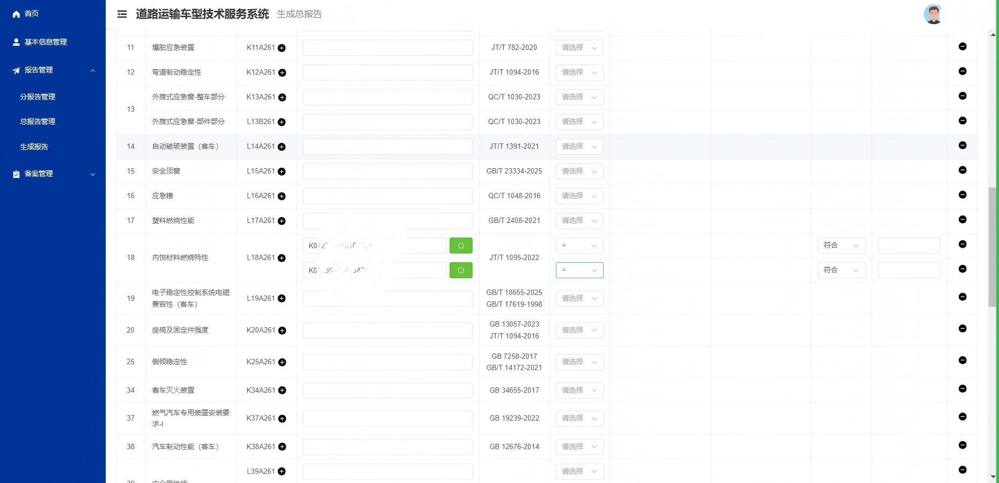 首页
基本信息管理
报告管理
分报告管理
总报告管理
生成报告
备案管理
道路运输车型技术服务系统 生成总报告
11 爆胎应急装置 K11A261 JT/T 782-2020 请选择
12 弯道制动稳定性 K12A261 JT/T 1094-2016 请选择
13
外推式应急窗-整车部分 K13A261 QC/T 1030-2023 请选择
外推式应急窗-部件部分 L13B261 QC/T 1030-2023 请选择
14 自动破玻装置（客车） L14A261 JT/T 1391-2021 请选择
15 安全顶窗 L15A261 GB/T 23334-2025 请选择
16 应急锤 L16A261 QC/T 1048-2016 请选择
17 塑料燃烧性能 L17A261 GB/T 2408-2021 请选择
18 内饰材料燃烧特性 L18A261 JT/T 1095-2022
△ 符合
△ 符合
19 电子稳定性控制系统电磁兼容性（客车） L19A261 GB/T 18655-2025
GB/T 17619-1998 请选择
20 座椅及固定件强度 K20A261 GB 13057-2023
JT/T 1094-2016 请选择
25 侧倾稳定性 K25A261 GB 7258-2017
GB/T 14172-2021 请选择
34 客车灭火装置 K34A261 GB 34655-2017 请选择
37 燃气汽车专用装置安装要求-I K37A261 GB 19239-2022 请选择
38 汽车制动性能（客车） K38A261 GB 12676-2014 请选择
L39A261 请选择